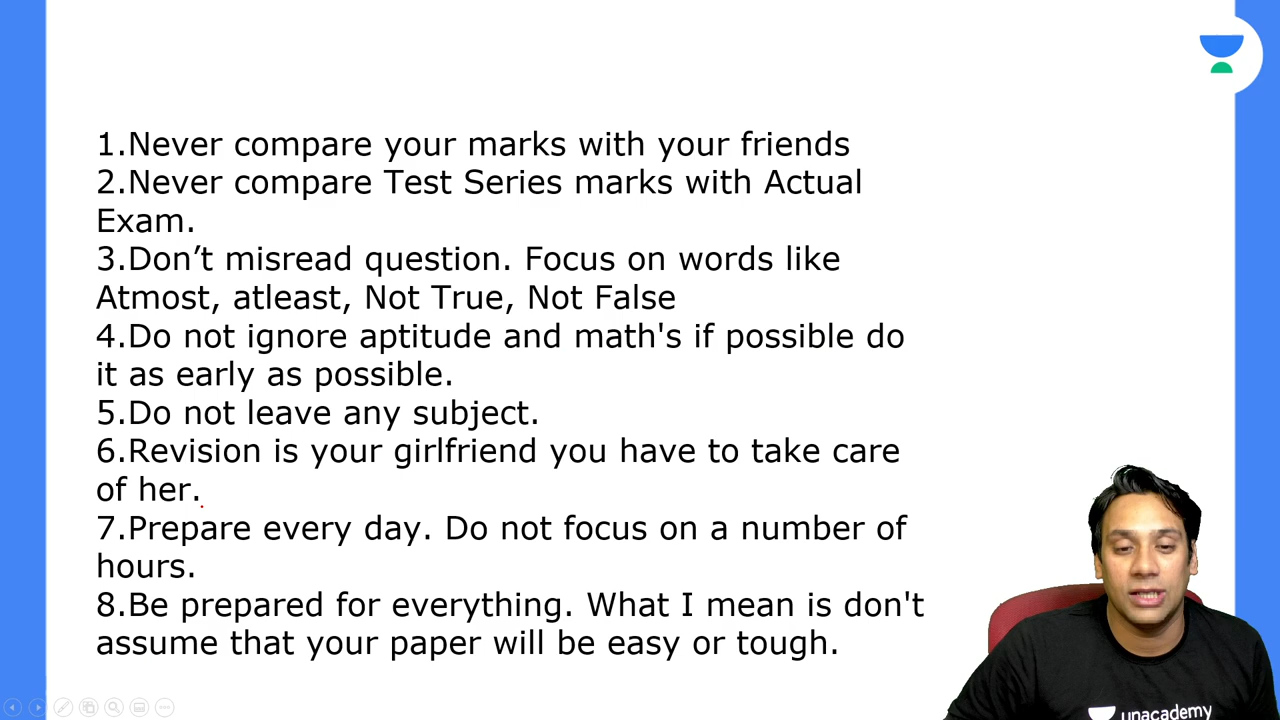 1.Never compare your marks with your friends
2.Never compare Test Series marks with Actual
Exam.
3.Don’t misread question. Focus on words like
Atmost, atleast, Not True, Not False
4.Do not ignore aptitude and math's if possible do
it as early as possible.
5.Do not leave any subject.
6.Revision is your girlfriend you have to take care
of her.
7.Prepare every day. Do not focus on a number of
hours.
8.Be prepared for everything. What I mean is don't
assume that your paper will be easy or tough.
unacademy